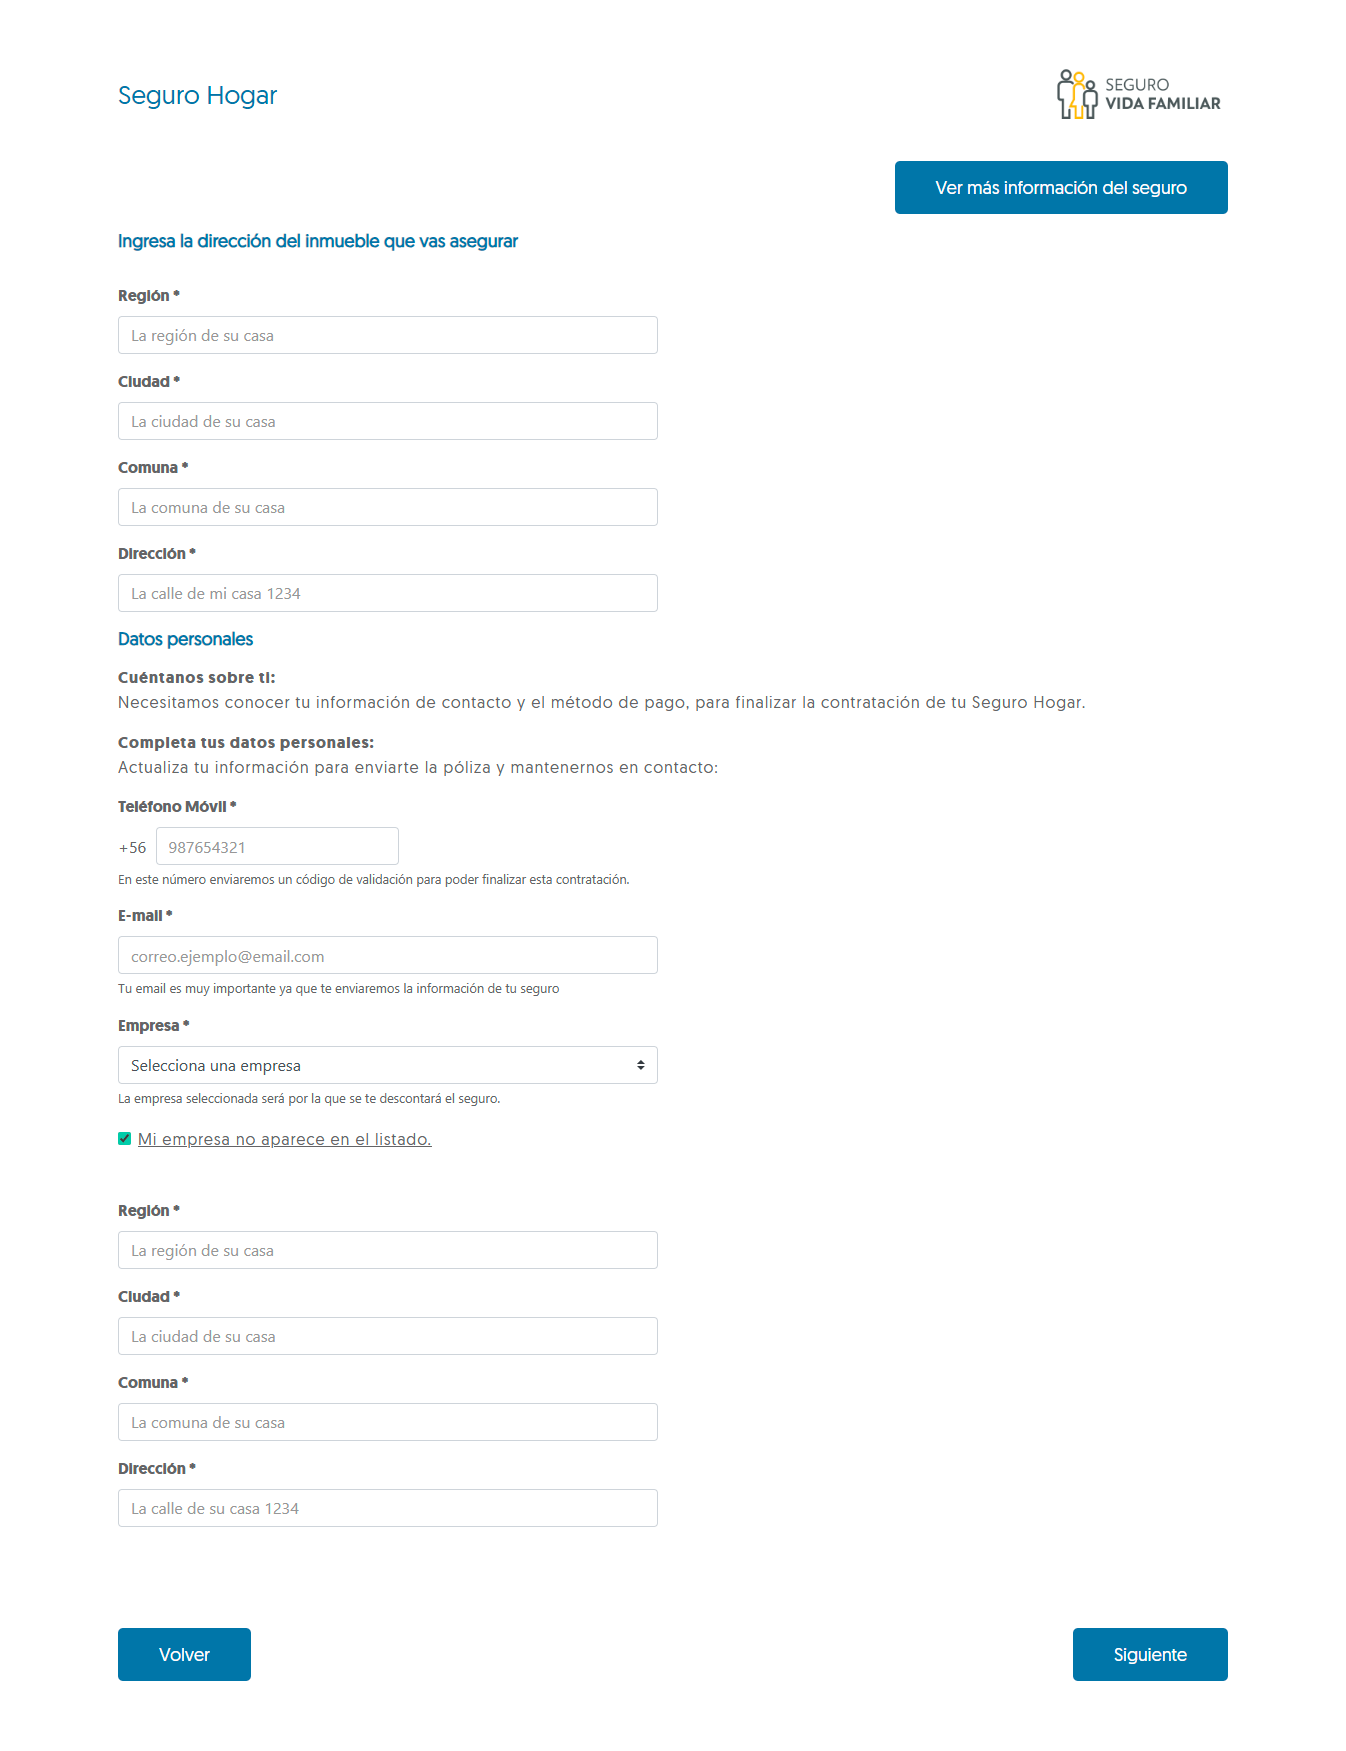 Seguro Hogar
SEGURO
VIDA FAMILIAR
Ver más información del seguro
Ingresa la dirección del inmueble que vas asegurar
Región *
La región de su casa
Ciudad *
La ciudad de su casa
Comuna *
La comuna de su casa
Dirección *
La calle de mi casa 1234
Datos personales
Cuéntanos sobre ti:
Necesitamos conocer tu información de contacto y el método de pago, para finalizar la contratación de tu Seguro Hogar.
Completa tus datos personales:
Actualiza tu información para enviarte la póliza y mantenernos en contacto:
Teléfono Móvil *
+56 987654321
En este número enviaremos un código de validación para poder finalizar esta contratación.
E-mail *
correo.ejemplo@email.com
Tu email es muy importante ya que te enviaremos la información de tu seguro
Empresa *
Selecciona una empresa
La empresa seleccionada será por la que se te descontará el seguro.
Mi empresa no aparece en el listado.
Región *
La región de su casa
Ciudad *
La ciudad de su casa
Comuna *
La comuna de su casa
Dirección *
La calle de su casa 1234
Volver
Siguiente